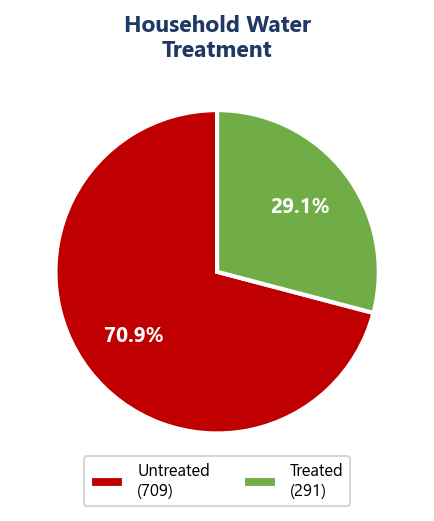 Household Water
Treatment
29.1%
70.9%
Untreated
(709)
Treated
(291)